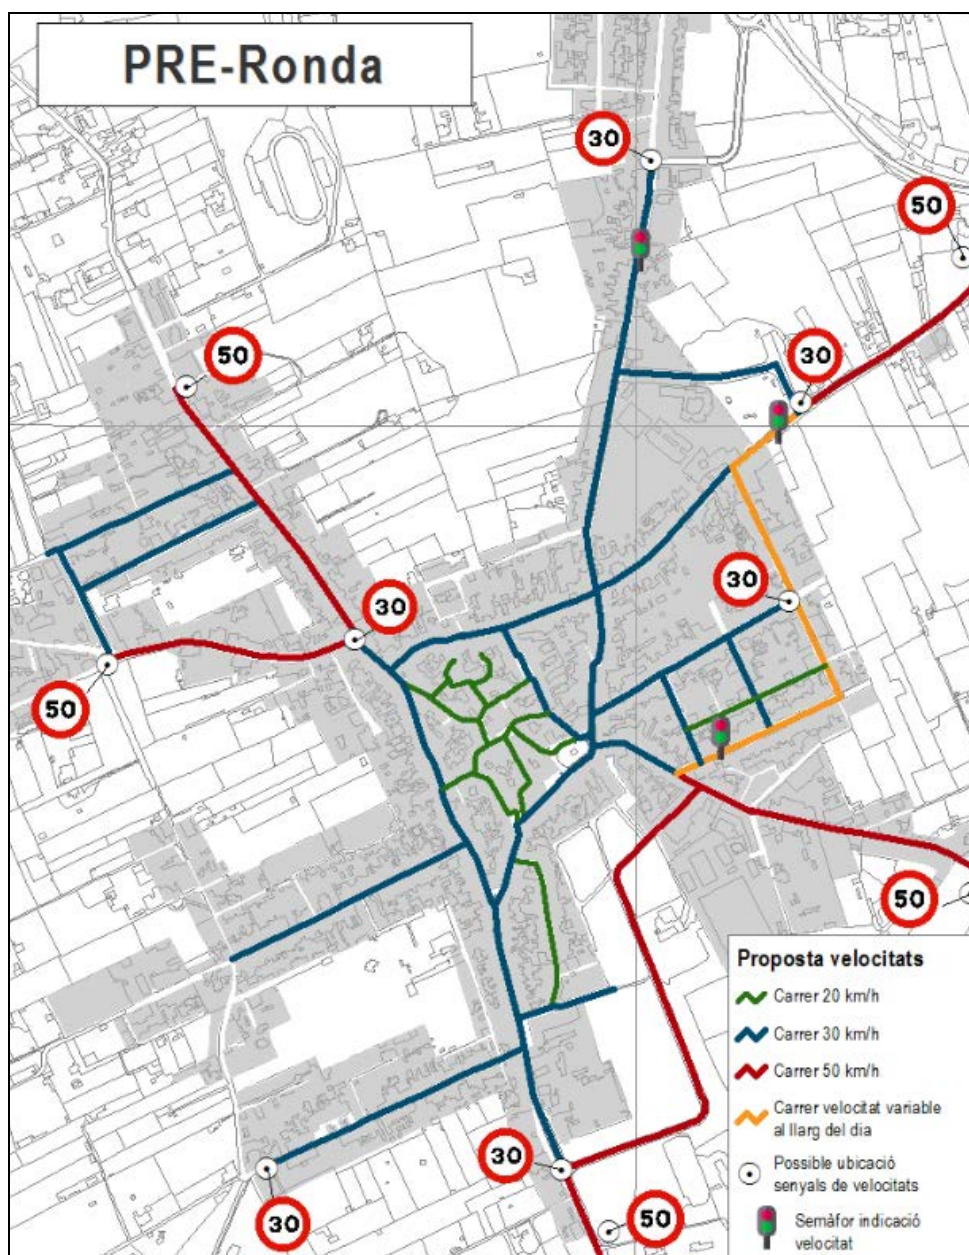 PRE-Ronda
30
50
50
30
30
30
50
50
Proposta velocitats
Carrer 20 km/h
Carrer 30 km/h
Carrer 50 km/h
Carrer velocitat variable
al llarg del dia
Possible ubicació
senyals de velocitats
Semàfor indicació
velocitat
30
30
50